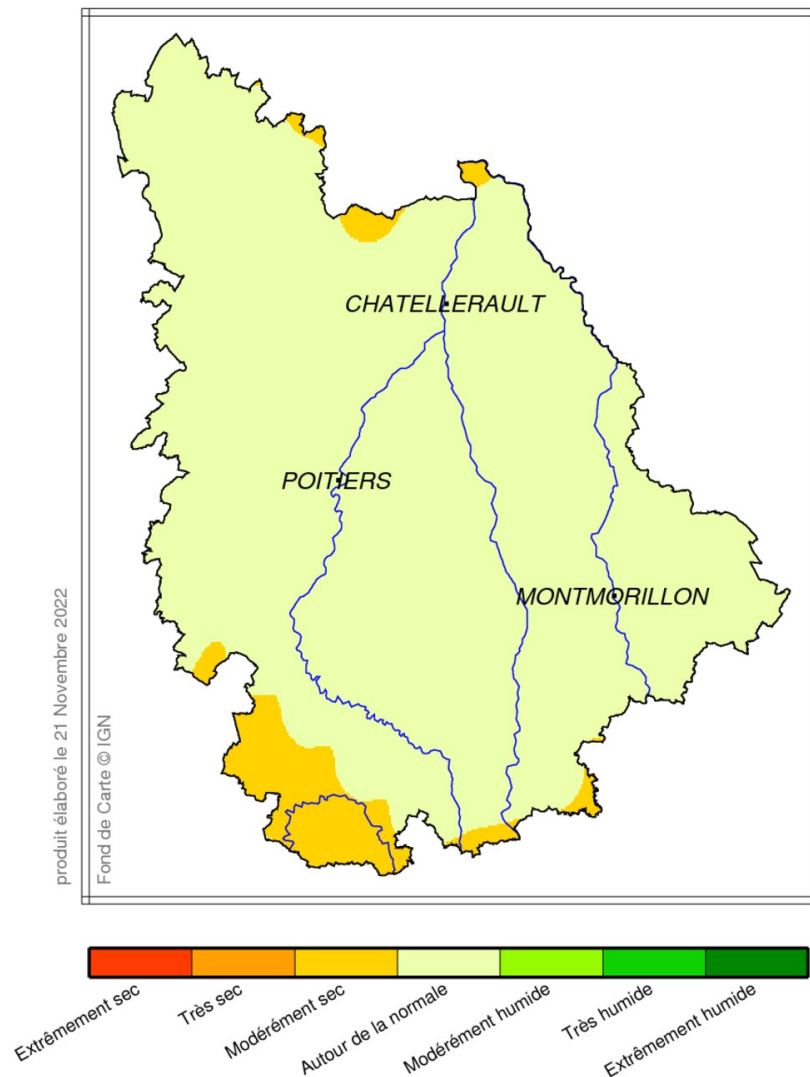 CHATELLERAULT
POITIERS
MONTMORILLON
produit élaboré le 21 Novembre 2022
Fond de Carte © IGN
Extrêmement sec
Très sec
Modérément sec
Autour de la normale
Modérément humide
Très humide
Extrêmement humide